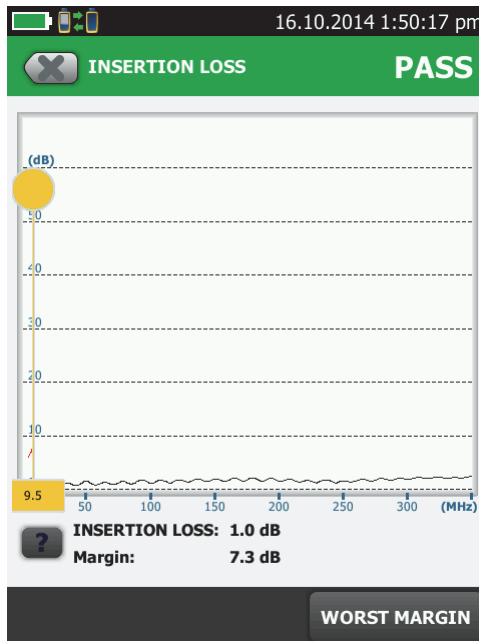 16.10.2014 1:50:17 pm
INSERTION LOSS
PASS
(dB)
50
40
30
20
10
9.5
50 100 150 200 250 300 (MHz)
?
INSERTION LOSS: 1.0 dB
Margin: 7.3 dB
WORST MARGIN